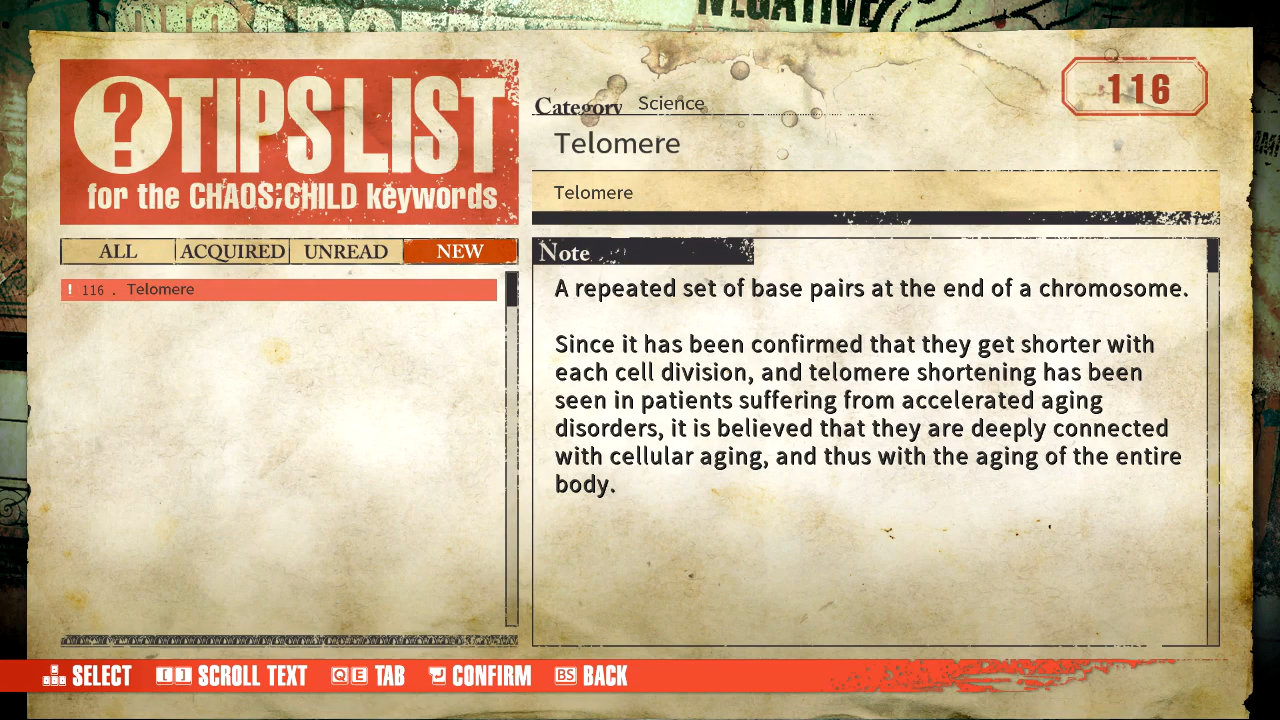 NEGATIVE
?TIPS LIST
for the CHAOS;CHILD keywords
ALL ACQUIRED UNREAD NEW
! 116 . Telomere
Category Science
116
Telomere
Telomere
Note
A repeated set of base pairs at the end of a chromosome.
Since it has been confirmed that they get shorter with
each cell division, and telomere shortening has been
seen in patients suffering from accelerated aging
disorders, it is believed that they are deeply connected
with cellular aging, and thus with the aging of the entire
body.
SELECT [ ] SCROLL TEXT Q E TAB CONFIRM BS BACK